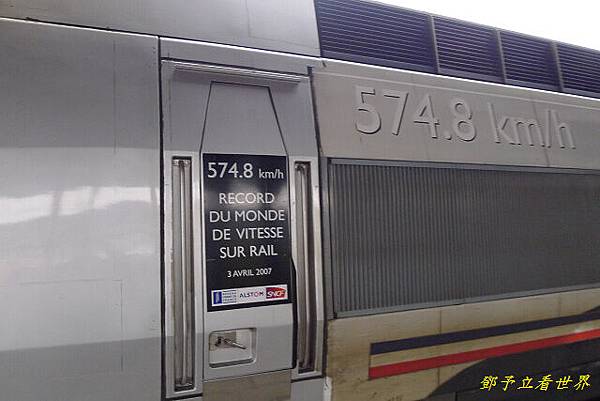 574.8 km/h
574.8 km/h
RECORD
DU MONDE
DE VITESSE
SUR RAIL
3 AVRIL 2007
ALSTOM SNCF
鄧予立看世界